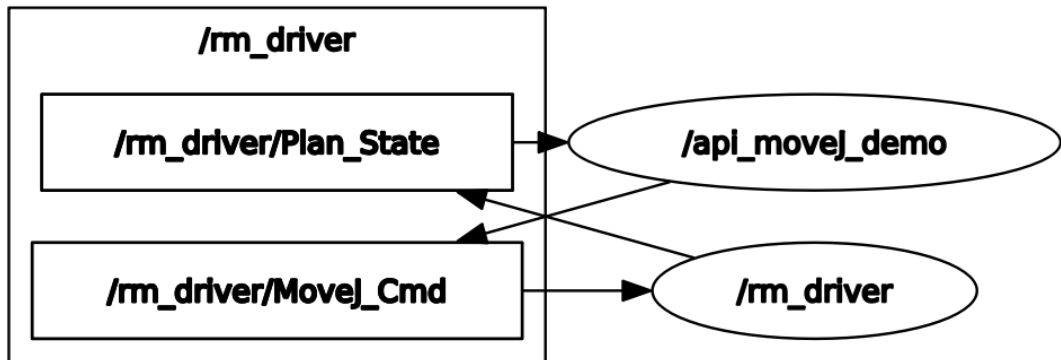 /rm_driver
/rm_driver/Plan_State
/api_moveJ_demo
/rm_driver/MoveJ_Cmd
/rm_driver